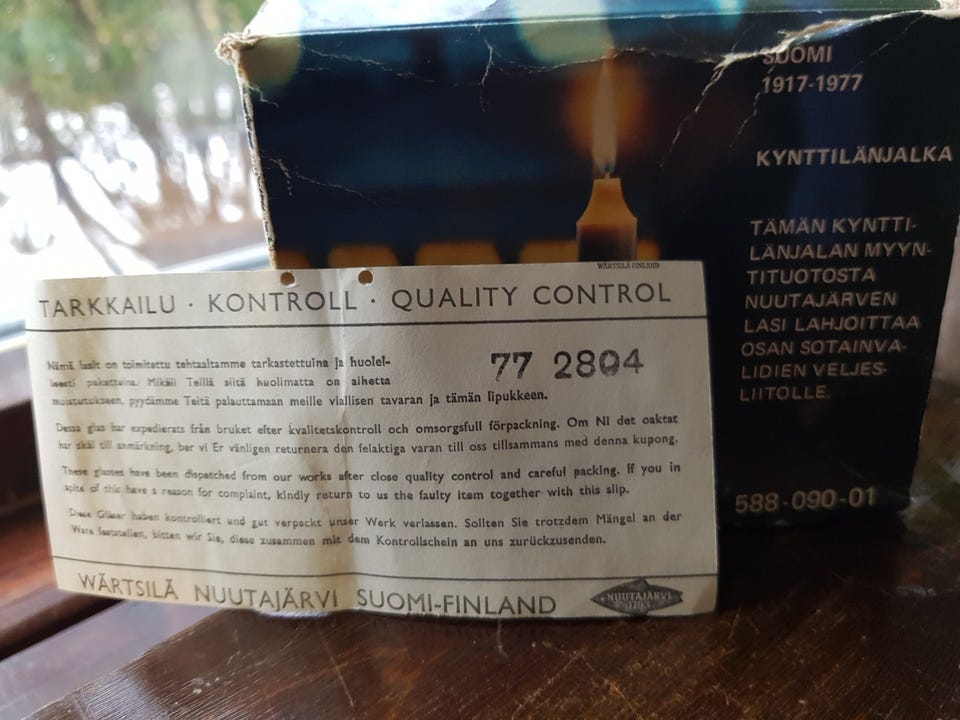 SUOMI
1917-1977
KYNTTILÄNJALKA
TÄMÄN KYNTTI-
LÄNJALAN MYYN-
TITUOTOSTA
NUUTAJÄRVEN
LASI LAHJOITTAA
OSAN SOTAINVA-
LIDIEN VELJES-
LIITOLLE.
588-090-01
WÄRTSILÄ FINLAND
TARKKAILU · KONTROLL · QUALITY CONTROL
77 2804
Nämä lasit on toimitettu tehtaaltamme tarkastettuina ja huolel-
lisesti pakattuina. Mikäli Teillä siitä huolimatta on aihetta
muistutukseen, pyydämme Teitä palauttamaan meille viallisen tavaran ja tämän lipukkeen.
Dessa glas har expedierats från bruket efter kvalitetskontroll och omsorgsfull förpackning. Om NI det oaktat
har skäl till anmärkning, ber vi Er vänligen returnera den felaktiga varan till oss tillsammans med denna kupong.
These glasses have been dispatched from our works after close quality control and careful packing. If you in
spite of this have a reason for complaint, kindly return to us the faulty item together with this slip.
Diese Gläser haben kontrolliert und gut verpackt unser Werk verlassen. Sollten Sie trotzdem Mängel an der
Ware feststellen, bitten wir Sie, diese zusammen mit dem Kontrollschein an uns zurückzusenden.
WÄRTSILÄ NUUTAJÄRVI SUOMI-FINLAND
NUUTAJÄRVI
1793